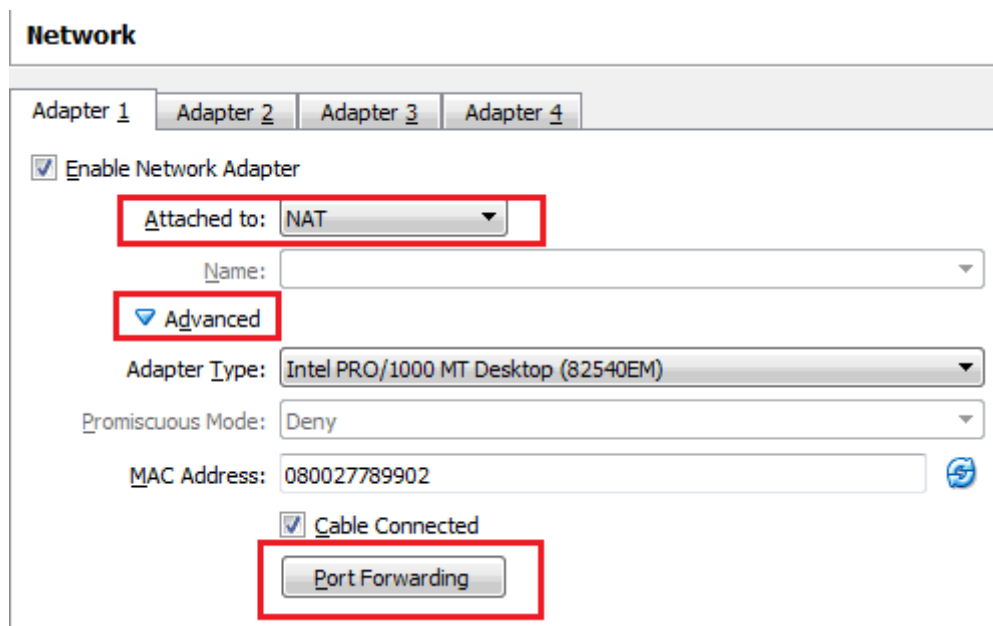 Network
Adapter 1 Adapter 2 Adapter 3 Adapter 4
Enable Network Adapter
Attached to: NAT
Name:
Advanced
Adapter Type: Intel PRO/1000 MT Desktop (82540EM)
Promiscuous Mode: Deny
MAC Address: 080027789902
Cable Connected
Port Forwarding